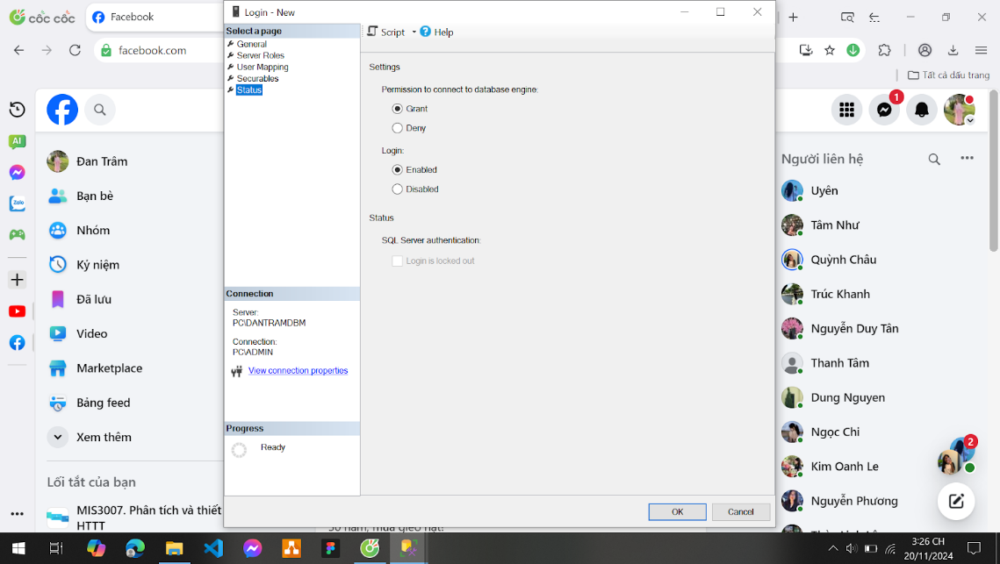 cốc cốc
Facebook
facebook.com
Tất cả dấu trang
AI
Zalo
1
Đan Trâm
Bạn bè
Nhóm
Kỷ niệm
Đã lưu
Video
Marketplace
Bảng feed
Xem thêm
Lối tắt của bạn
MIS3007. Phân tích và thiết
HTTT
Login - New
Select a page
General
Server Roles
User Mapping
Securables
Status
Connection
Server:
PC\DANTRAMDBM
Connection:
PC\ADMIN
View connection properties
Progress
Ready
Script
Help
Settings
Permission to connect to database engine:
Grant
Deny
Login:
Enabled
Disabled
Status
SQL Server authentication:
Login is locked out
OK
Cancel
Người liên hệ
Uyên
Tâm Như
Quỳnh Châu
Trúc Khanh
Nguyễn Duy Tân
Thanh Tâm
Dung Nguyen
Ngọc Chi
Kim Oanh Le
Nguyễn Phương
2
3:26 CH
20/11/2024